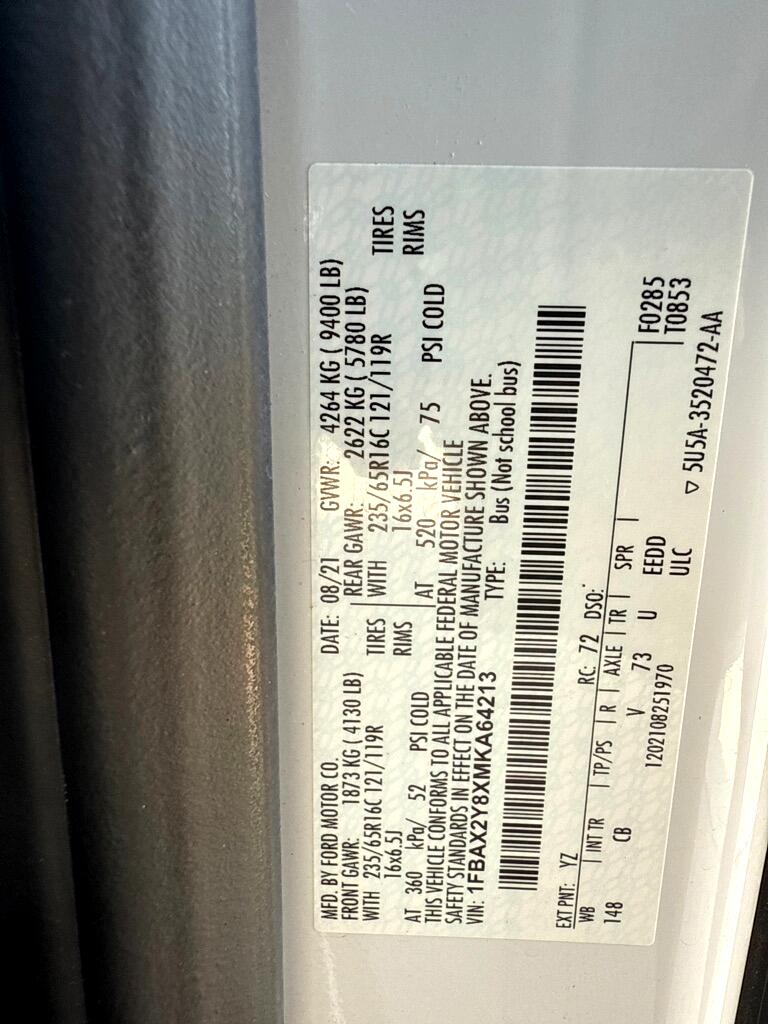 MFD. BY FORD MOTOR CO. DATE: 08/21 GVWR: 4264 KG ( 9400 LB)
FRONT GAWR: 1873 KG ( 4130 LB) REAR GAWR: 2622 KG ( 5780 LB)
WITH 235/65R16C 121/119R TIRES WITH 235/65R16C 121/119R TIRES
16x6.5J RIMS 16x6.5J RIMS
AT 360 kPa/ 52 PSI COLD AT 520 kPa/ 75 PSI COLD
THIS VEHICLE CONFORMS TO ALL APPLICABLE FEDERAL MOTOR VEHICLE
SAFETY STANDARDS IN EFFECT ON THE DATE OF MANUFACTURE SHOWN ABOVE.
VIN: 1FBAX2Y8XMKA64213 TYPE: Bus (Not school bus)
EXT PNT: YZ RC: 72 DSO:
WB INT TR TP/PS R AXLE TR SPR F0285
148 CB V 73 U EEDD T0853
1202108251970 ULC ▽ 5U5A-3520472-AA